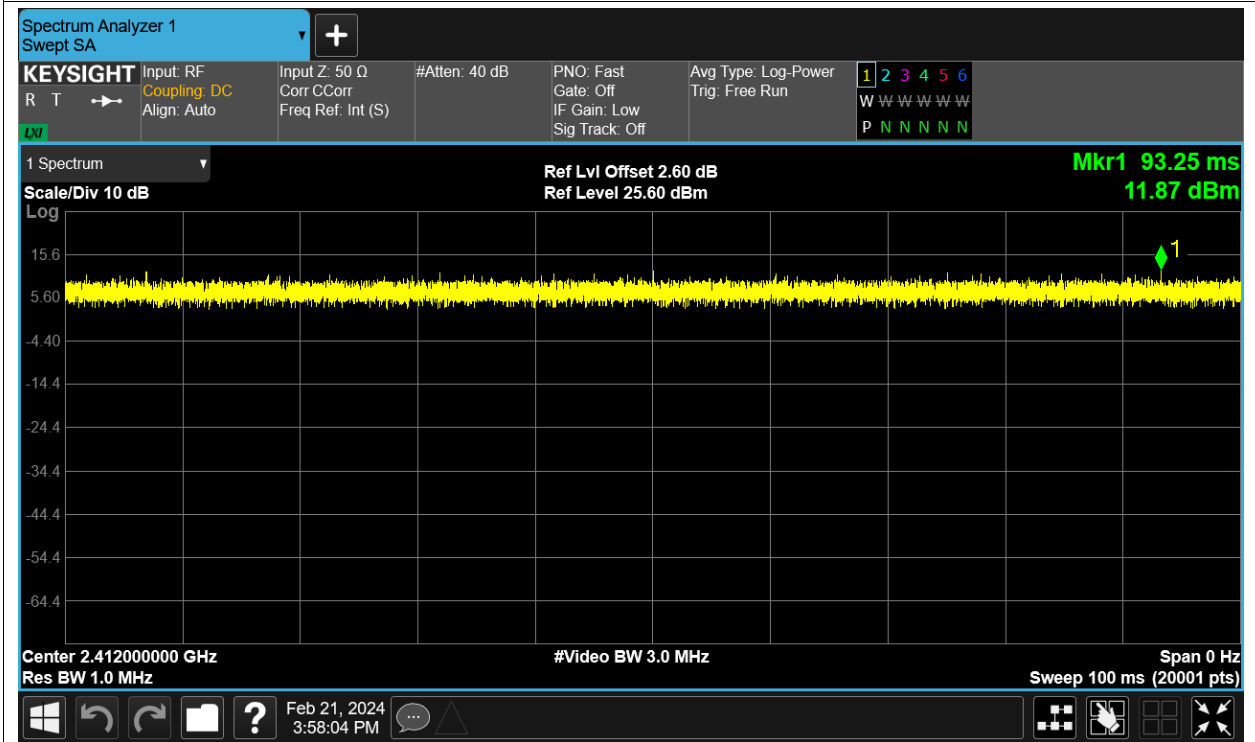 Spectrum Analyzer 1
Swept SA
KEYSIGHT
R T
LXI
Input: RF
Coupling: DC
Align: Auto
Input Z: 50 Ω
Corr CCorr
Freq Ref: Int (S)
#Atten: 40 dB
PNO: Fast
Gate: Off
IF Gain: Low
Sig Track: Off
Avg Type: Log-Power
Trig: Free Run
1 2 3 4 5 6
W W W W W W
P N N N N N
1 Spectrum
Scale/Div 10 dB
Log
Ref Lvl Offset 2.60 dB
Ref Level 25.60 dBm
Mkr1 93.25 ms
11.87 dBm
1
15.6
5.60
-4.40
-14.4
-24.4
-34.4
-44.4
-54.4
-64.4
Center 2.412000000 GHz
Res BW 1.0 MHz
#Video BW 3.0 MHz
Span 0 Hz
Sweep 100 ms (20001 pts)
?
Feb 21, 2024
3:58:04 PM